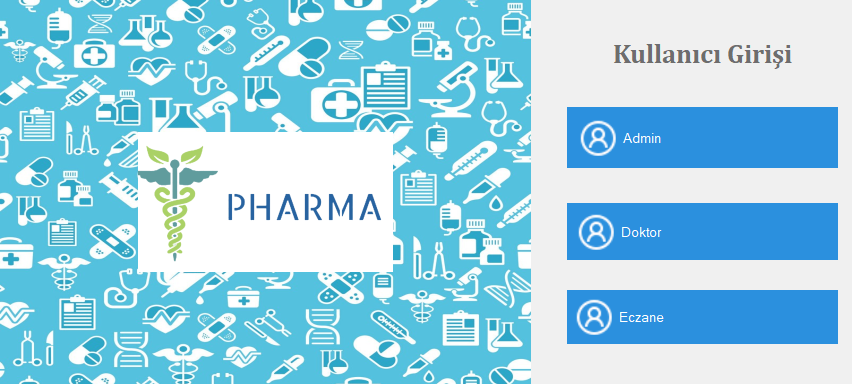 PHARMA
Kullanıcı Girişi
Admin
Doktor
Eczane